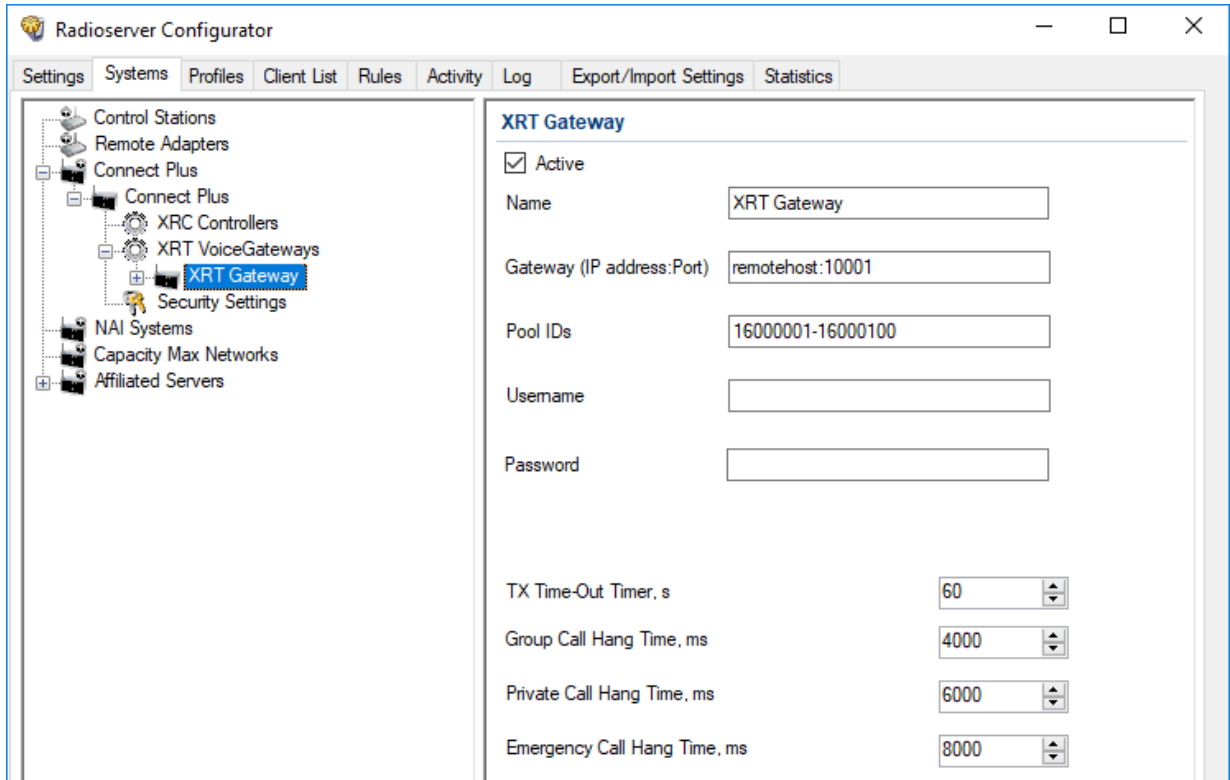 Radioserver Configurator
Settings Systems Profiles Client List Rules Activity Log Export/Import Settings Statistics
Control Stations
Remote Adapters
Connect Plus
Connect Plus
XRC Controllers
XRT VoiceGateways
XRT Gateway
Security Settings
NAI Systems
Capacity Max Networks
Affiliated Servers
XRT Gateway
Active
Name XRT Gateway
Gateway (IP address:Port) remotehost:10001
Pool IDs 16000001-16000100
Username
Password
TX Time-Out Timer, s 60
Group Call Hang Time, ms 4000
Private Call Hang Time, ms 6000
Emergency Call Hang Time, ms 8000